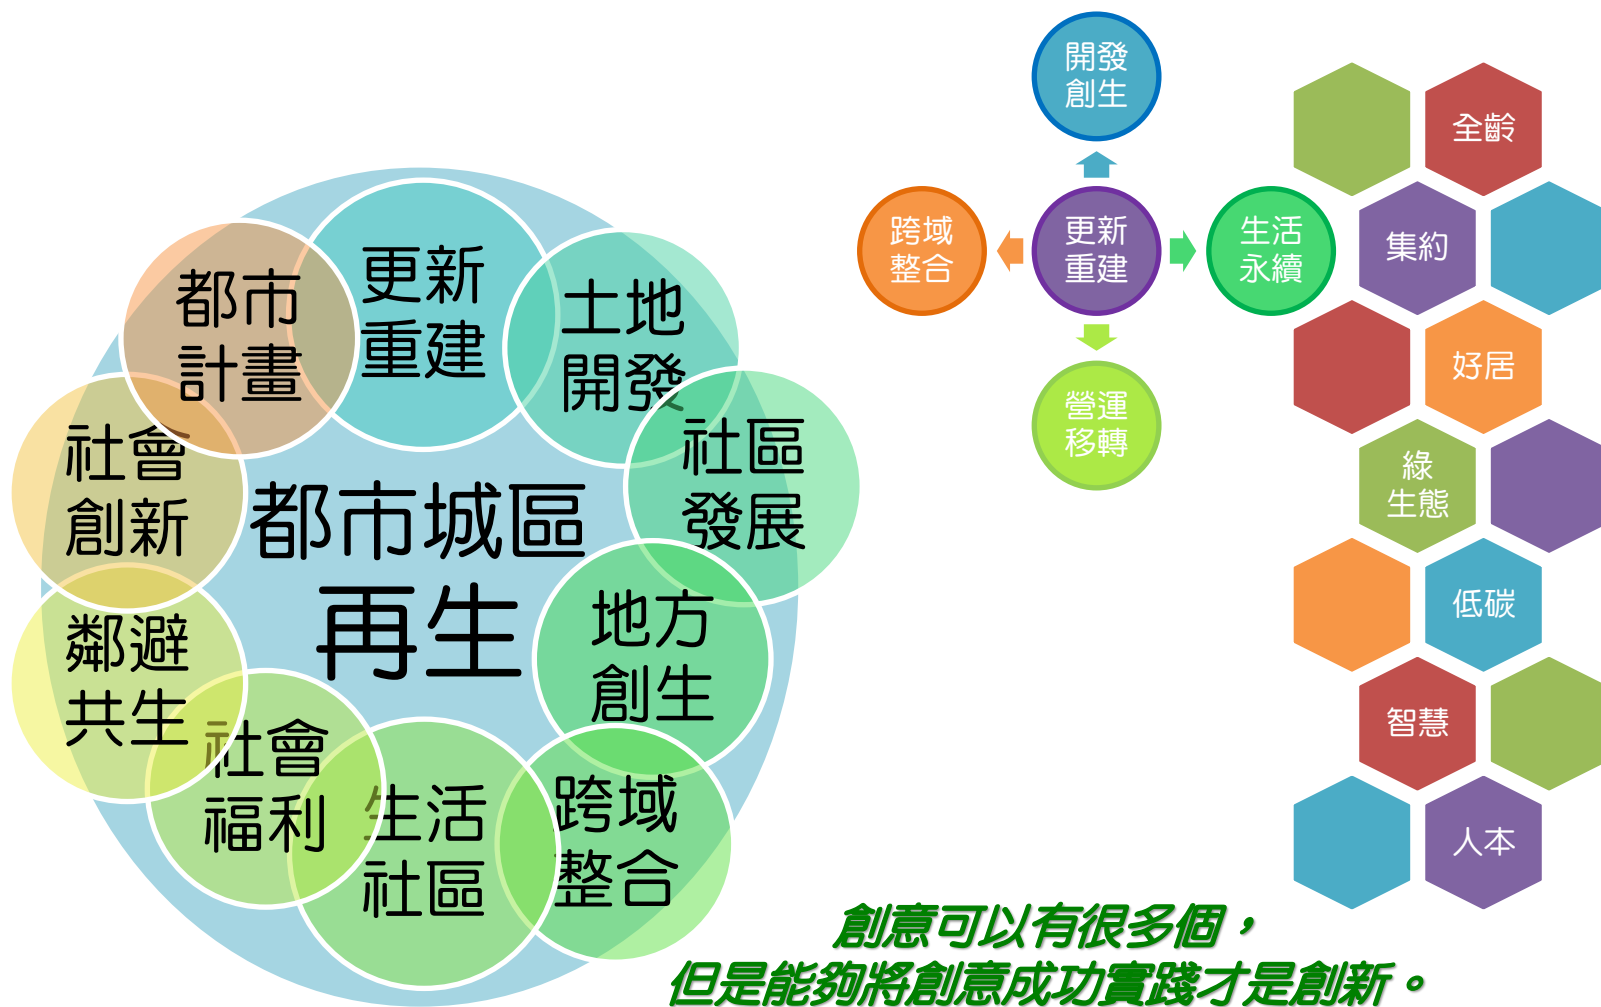 都市城區
再生
更新
重建
土地
開發
社區
發展
地方
創生
跨域
整合
生活
社區
社會
福利
鄰避
共生
社會
創新
都市
計畫
更新
重建
開發
創生
生活
永續
營運
移轉
跨域
整合
全齡
集約
好居
綠
生態
低碳
智慧
人本
創意可以有很多個，
但是能夠將創意成功實踐才是創新。